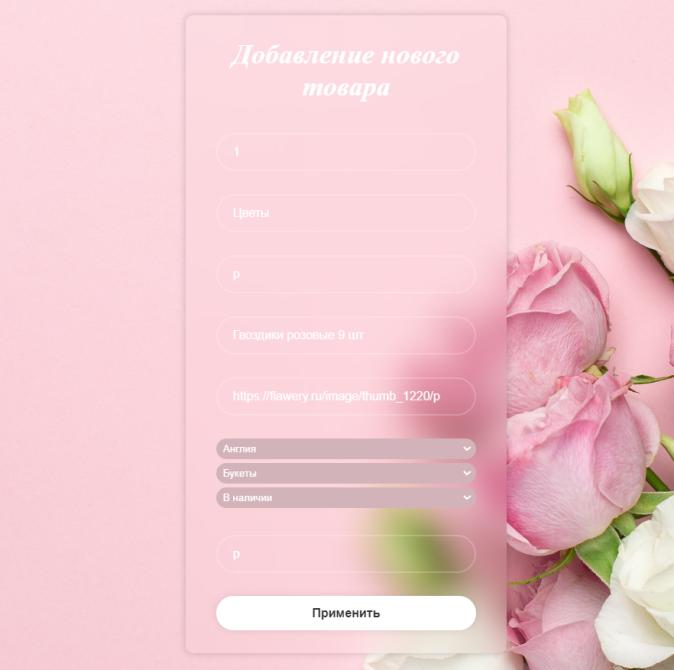 Добавление нового
товара
1
Цветы
р
Гвоздики розовые 9 шт
https://flawery.ru/image/thumb_1220/p
Англия
Букеты
В наличии
р
Применить